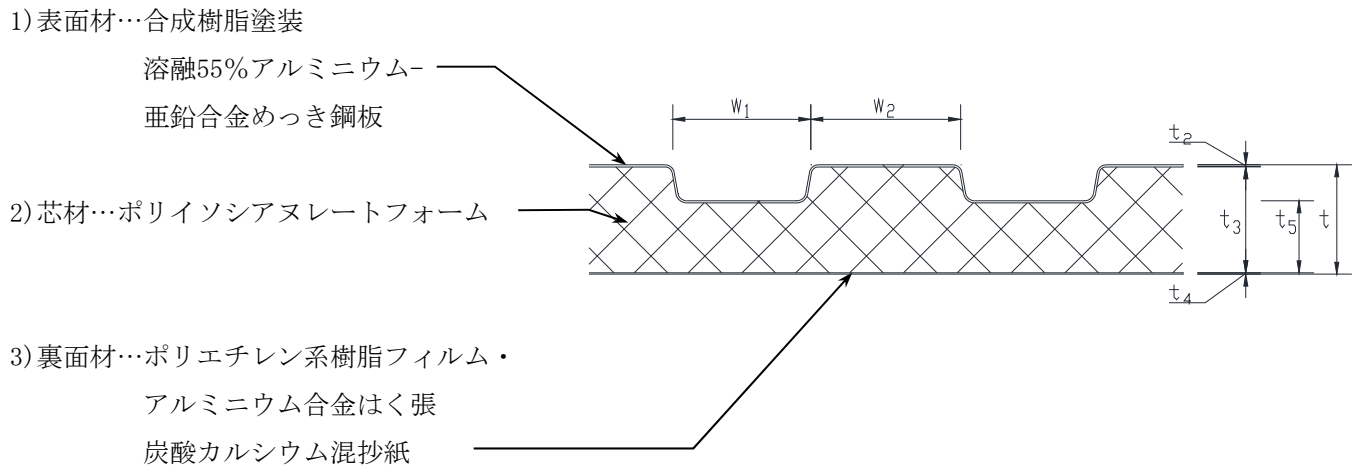 1)表面材…合成樹脂塗装
溶融55%アルミニウム-
亜鉛合金めっき鋼板
W1
W2
t2
2)芯材…ポリイソシアヌレートフォーム
t3
t5
t
t4
3)裏面材…ポリエチレン系樹脂フィルム・
アルミニウム合金はく張
炭酸カルシウム混抄紙